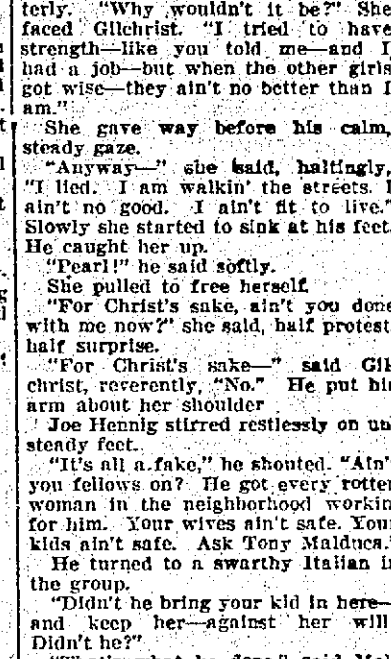 terly. "Why wouldn't it be?" She
faced Gilchrist. "I tried to have
strength—like you told me—and I
had a job—but when the other girls
got wise—they ain't no better than I
am."
She gave way before his calm,
steady gaze.
"Anyway—" she said, haltingly,
"I lied. I am walkin' the streets. I
ain't no good. I ain't fit to live."
Slowly she started to sink at his feet.
He caught her up.
"Pearl!" he said softly.
She pulled to free herself.
"For Christ's sake, ain't you done
with me now?" she said, half protest,
half surprise.
"For Christ's sake—" said Gil
christ, reverently, "No." He put his
arm about her shoulder
Joe Hennig stirred restlessly on un
steady feet.
"It's all a fake," he shouted. "Ain'
you fellows on? He got every rotten
woman in the neighborhood workin
for him. Your wives ain't safe. Your
kids ain't safe. Ask Tony Malduca."
He turned to a swarthy Italian in
the group.
"Didn't he bring your kid in here—
and keep her—against her will
Didn't he?"